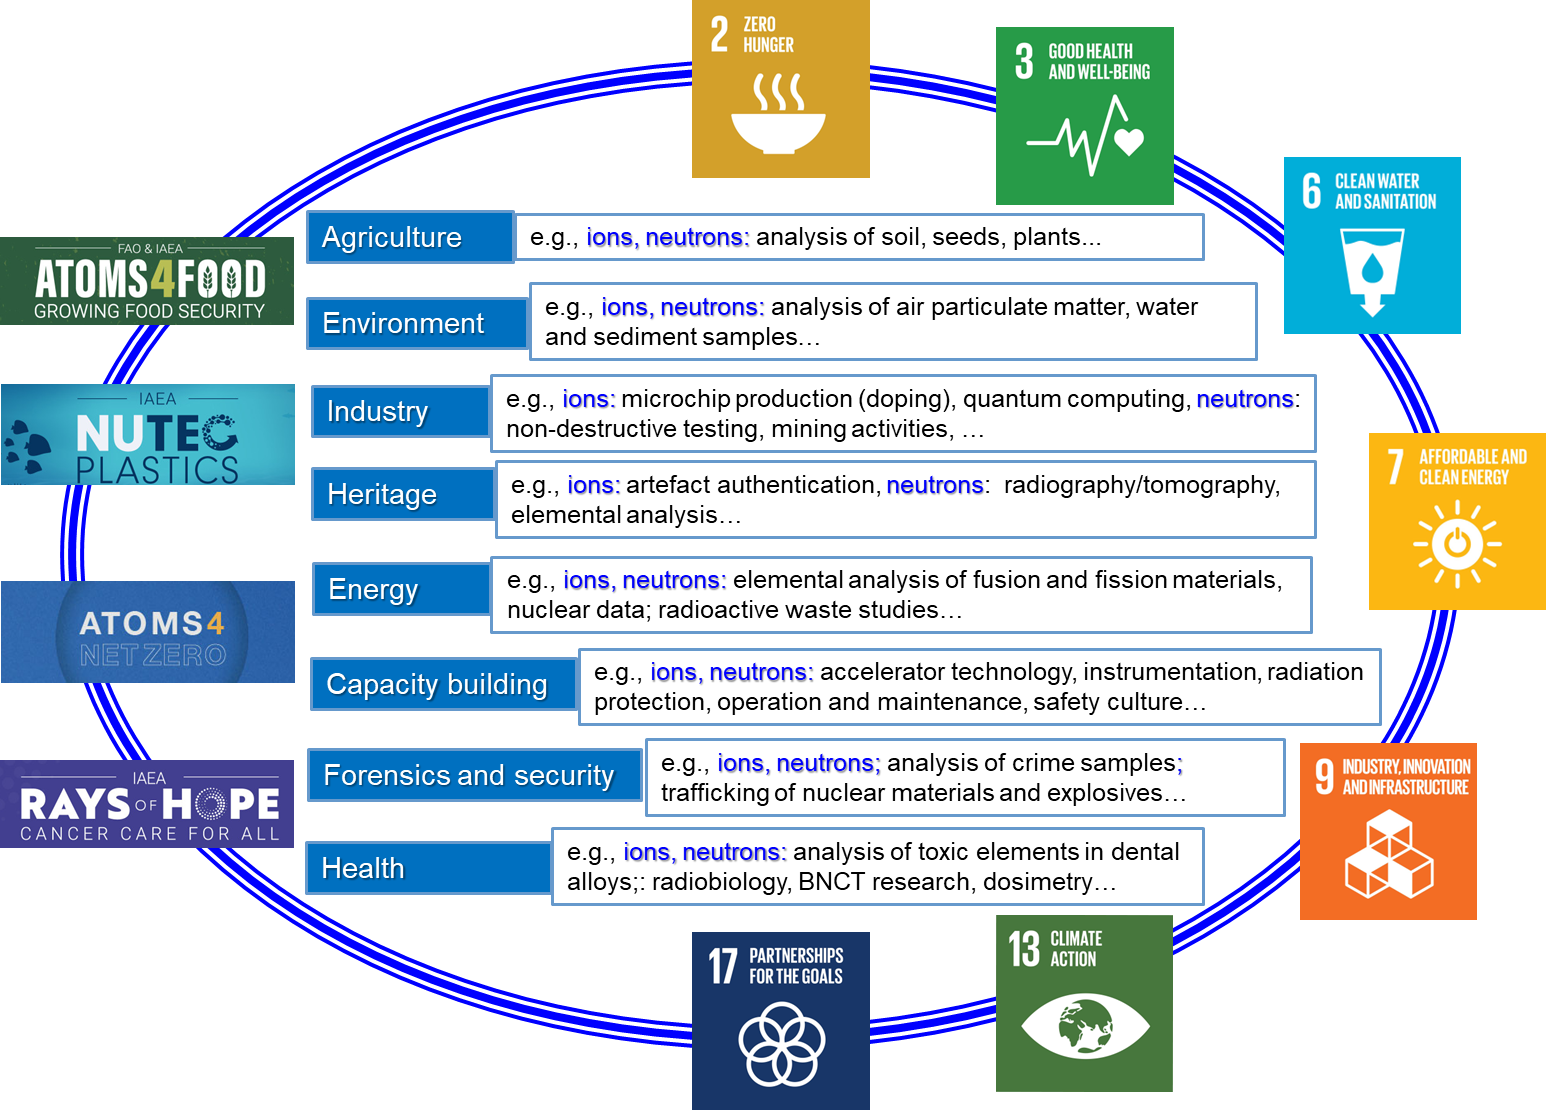 2 ZERO
HUNGER
3 GOOD HEALTH
AND WELL-BEING
6 CLEAN WATER
AND SANITATION
FAO & IAEA
ATOMS4FOOD
GROWING FOOD SECURITY
Agriculture
e.g., ions, neutrons: analysis of soil, seeds, plants...
Environment
e.g., ions, neutrons: analysis of air particulate matter, water
and sediment samples…
IAEA
NUTEC
PLASTICS
Industry
e.g., ions: microchip production (doping), quantum computing, neutrons:
non-destructive testing, mining activities, …
7 AFFORDABLE AND
CLEAN ENERGY
Heritage
e.g., ions: artefact authentication, neutrons: radiography/tomography,
elemental analysis…
Energy
e.g., ions, neutrons: elemental analysis of fusion and fission materials,
nuclear data; radioactive waste studies…
ATOMS4
NETZERO
Capacity building
e.g., ions, neutrons: accelerator technology, instrumentation, radiation
protection, operation and maintenance, safety culture…
IAEA
RAYS OF HOPE
CANCER CARE FOR ALL
Forensics and security
e.g., ions, neutrons; analysis of crime samples;
trafficking of nuclear materials and explosives…
9 INDUSTRY, INNOVATION
AND INFRASTRUCTURE
Health
e.g., ions, neutrons: analysis of toxic elements in dental
alloys;: radiobiology, BNCT research, dosimetry…
17 PARTNERSHIPS
FOR THE GOALS
13 CLIMATE
ACTION